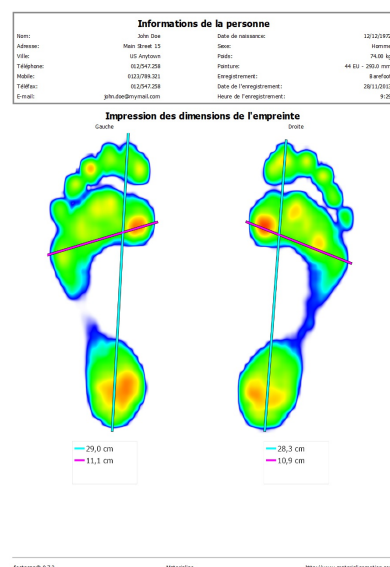 Informations de la personne
Nom: John Doe Date de naissance: 12/12/1972
Adresse: Main Street 15 Sexe: Homme
Ville: US Anytown Poids: 74.00 kg
Téléphone: 012/547.258 Pointure: 44 EU - 293.0 mm
Mobile: 0123/789.321 Enregistrement: Barefoot
Téléfax: 012/547.258 Date de l'enregistrement: 28/11/2013
E-mail: john.doe@mymail.com Heure de l'enregistrement: 9:29
Impression des dimensions de l'empreinte
Gauche Droite
29,0 cm 28,3 cm
11,1 cm 10,9 cm